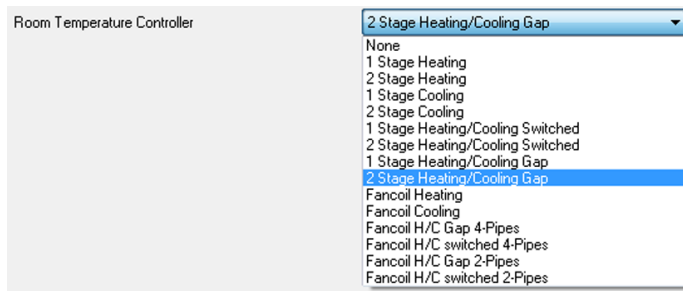 Room Temperature Controller
2 Stage Heating/Cooling Gap
None
1 Stage Heating
2 Stage Heating
1 Stage Cooling
2 Stage Cooling
1 Stage Heating/Cooling Switched
2 Stage Heating/Cooling Switched
1 Stage Heating/Cooling Gap
2 Stage Heating/Cooling Gap
Fancoil Heating
Fancoil Cooling
Fancoil H/C Gap 4-Pipes
Fancoil H/C switched 4-Pipes
Fancoil H/C Gap 2-Pipes
Fancoil H/C switched 2-Pipes